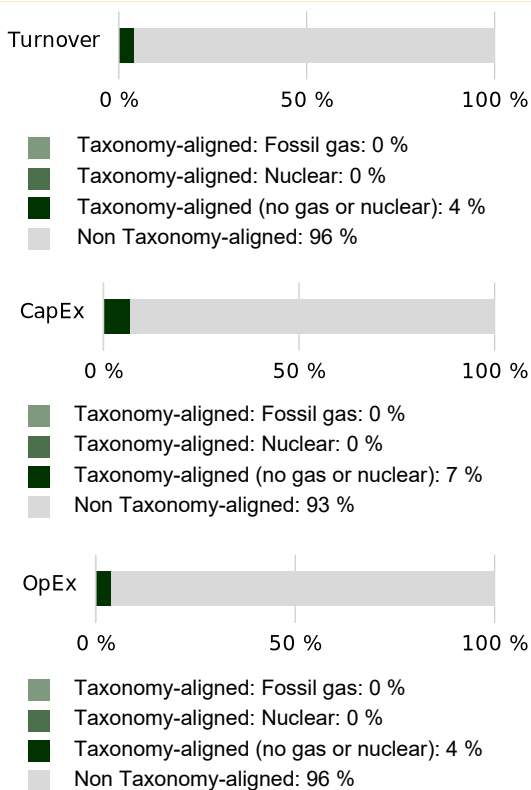 Turnover
0 % 50 % 100 %
Taxonomy-aligned: Fossil gas: 0 %
Taxonomy-aligned: Nuclear: 0 %
Taxonomy-aligned (no gas or nuclear): 4 %
Non Taxonomy-aligned: 96 %
CapEx
0 % 50 % 100 %
Taxonomy-aligned: Fossil gas: 0 %
Taxonomy-aligned: Nuclear: 0 %
Taxonomy-aligned (no gas or nuclear): 7 %
Non Taxonomy-aligned: 93 %
OpEx
0 % 50 % 100 %
Taxonomy-aligned: Fossil gas: 0 %
Taxonomy-aligned: Nuclear: 0 %
Taxonomy-aligned (no gas or nuclear): 4 %
Non Taxonomy-aligned: 96 %